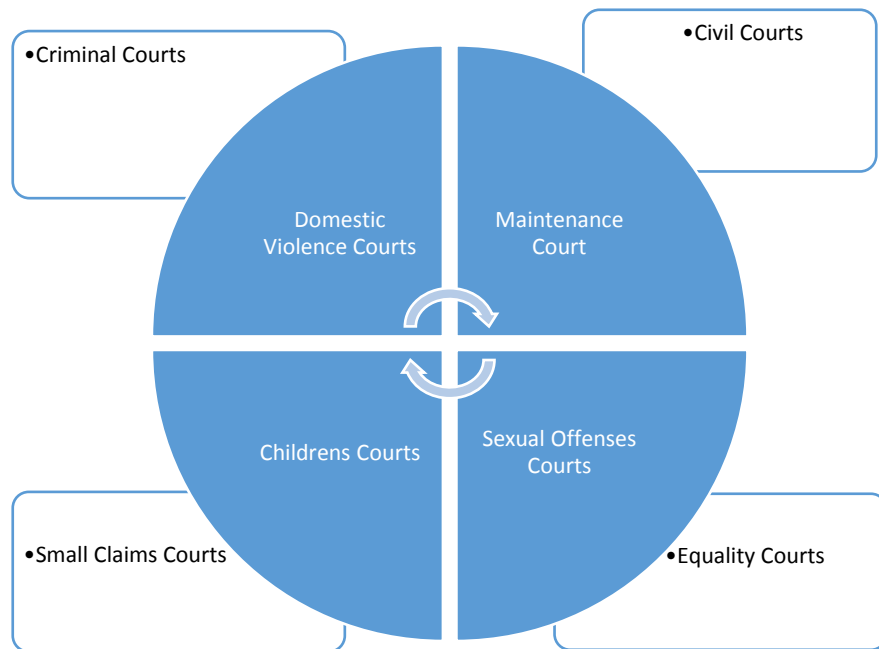 •Criminal Courts
•Civil Courts
Domestic
Violence Courts
Maintenance
Court
Childrens Courts
Sexual Offenses
Courts
•Small Claims Courts
•Equality Courts